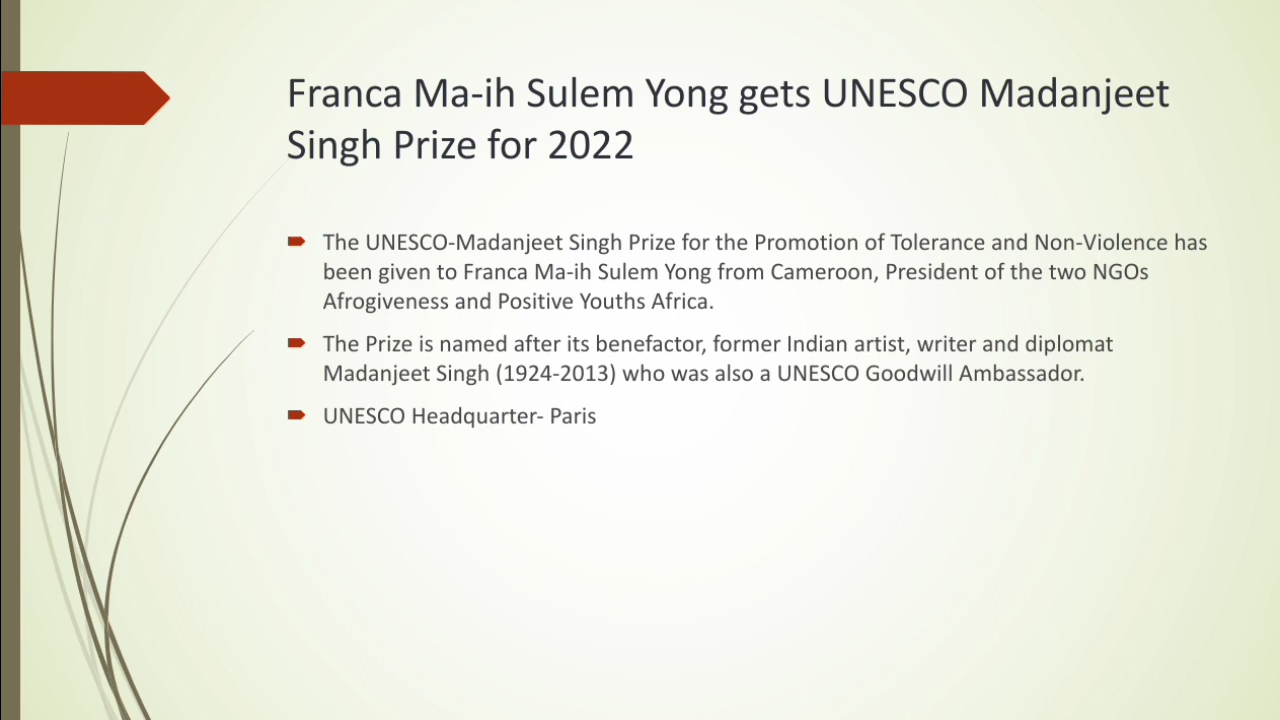 Franca Ma-ih Sulem Yong gets UNESCO Madanjeet
Singh Prize for 2022
The UNESCO-Madanjeet Singh Prize for the Promotion of Tolerance and Non-Violence has
been given to Franca Ma-ih Sulem Yong from Cameroon, President of the two NGOs
Afrogiveness and Positive Youths Africa.
The Prize is named after its benefactor, former Indian artist, writer and diplomat
Madanjeet Singh (1924-2013) who was also a UNESCO Goodwill Ambassador.
UNESCO Headquarter- Paris